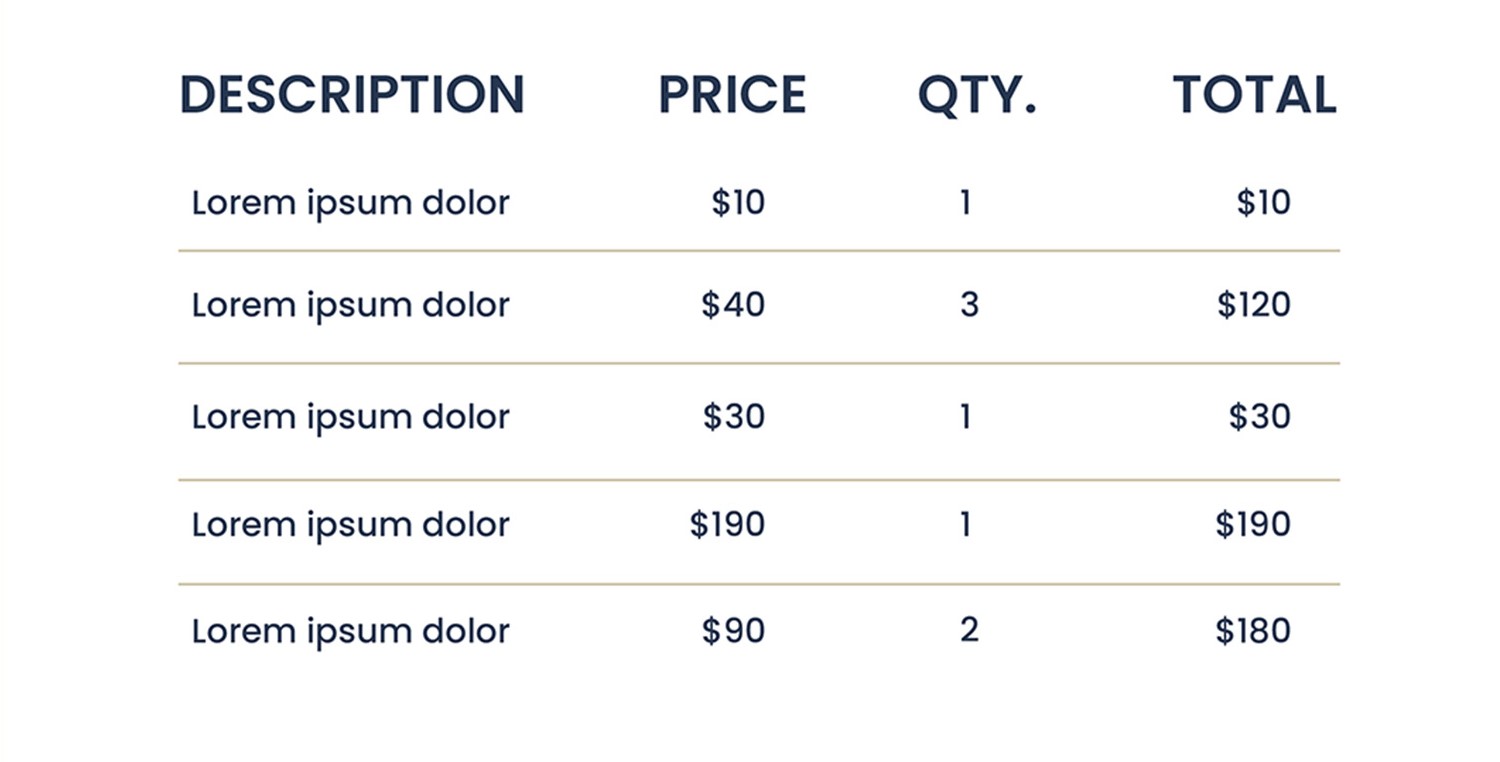 DESCRIPTION PRICE QTY. TOTAL
Lorem ipsum dolor $10 1 $10
Lorem ipsum dolor $40 3 $120
Lorem ipsum dolor $30 1 $30
Lorem ipsum dolor $190 1 $190
Lorem ipsum dolor $90 2 $180